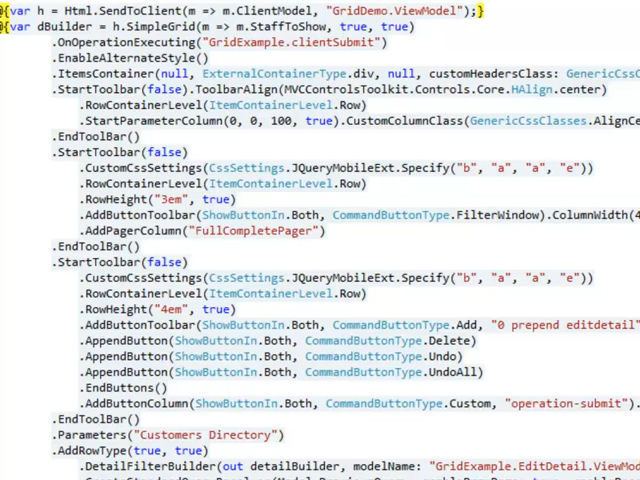 @{var h = Html.SendToClient(m => m.ClientModel, "GridDemo.ViewModel");}
@{var dBuilder = h.SimpleGrid(m => m.StaffToShow, true, true)
.OnOperationExecuting("GridExample.clientSubmit")
.EnableAlternateStyle()
.ItemsContainer(null, ExternalContainerType.div, null, customHeadersClass: GenericCssC
.StartToolbar(false).ToolbarAlign(MVCControlsToolkit.Controls.Core.HAlign.center)
.RowContainerLevel(ItemContainerLevel.Row)
.StartParameterColumn(0, 0, 100, true).CustomColumnClass(GenericCssClasses.AlignCe
.EndToolBar()
.StartToolbar(false)
.CustomCssSettings(CssSettings.JQueryMobileExt.Specify("b", "a", "a", "e"))
.RowContainerLevel(ItemContainerLevel.Row)
.RowHeight("3em", true)
.AddButtonToolbar(ShowButtonIn.Both, CommandButtonType.FilterWindow).ColumnWidth(4
.AddPagerColumn("FullCompletePager")
.EndToolBar()
.StartToolbar(false)
.CustomCssSettings(CssSettings.JQueryMobileExt.Specify("b", "a", "a", "e"))
.RowContainerLevel(ItemContainerLevel.Row)
.RowHeight("4em", true)
.AddButtonToolbar(ShowButtonIn.Both, CommandButtonType.Add, "0 prepend editdetail"
.AppendButton(ShowButtonIn.Both, CommandButtonType.Delete)
.AppendButton(ShowButtonIn.Both, CommandButtonType.Undo)
.AppendButton(ShowButtonIn.Both, CommandButtonType.UndoAll)
.EndButtons()
.AddButtonColumn(ShowButtonIn.Both, CommandButtonType.Custom, "operation-submit").
.EndToolBar()
.Parameters("Customers Directory")
.AddRowType(true, true)
.DetailFilterBuilder(out detailBuilder, modelName: "GridExample.EditDetail.ViewMod